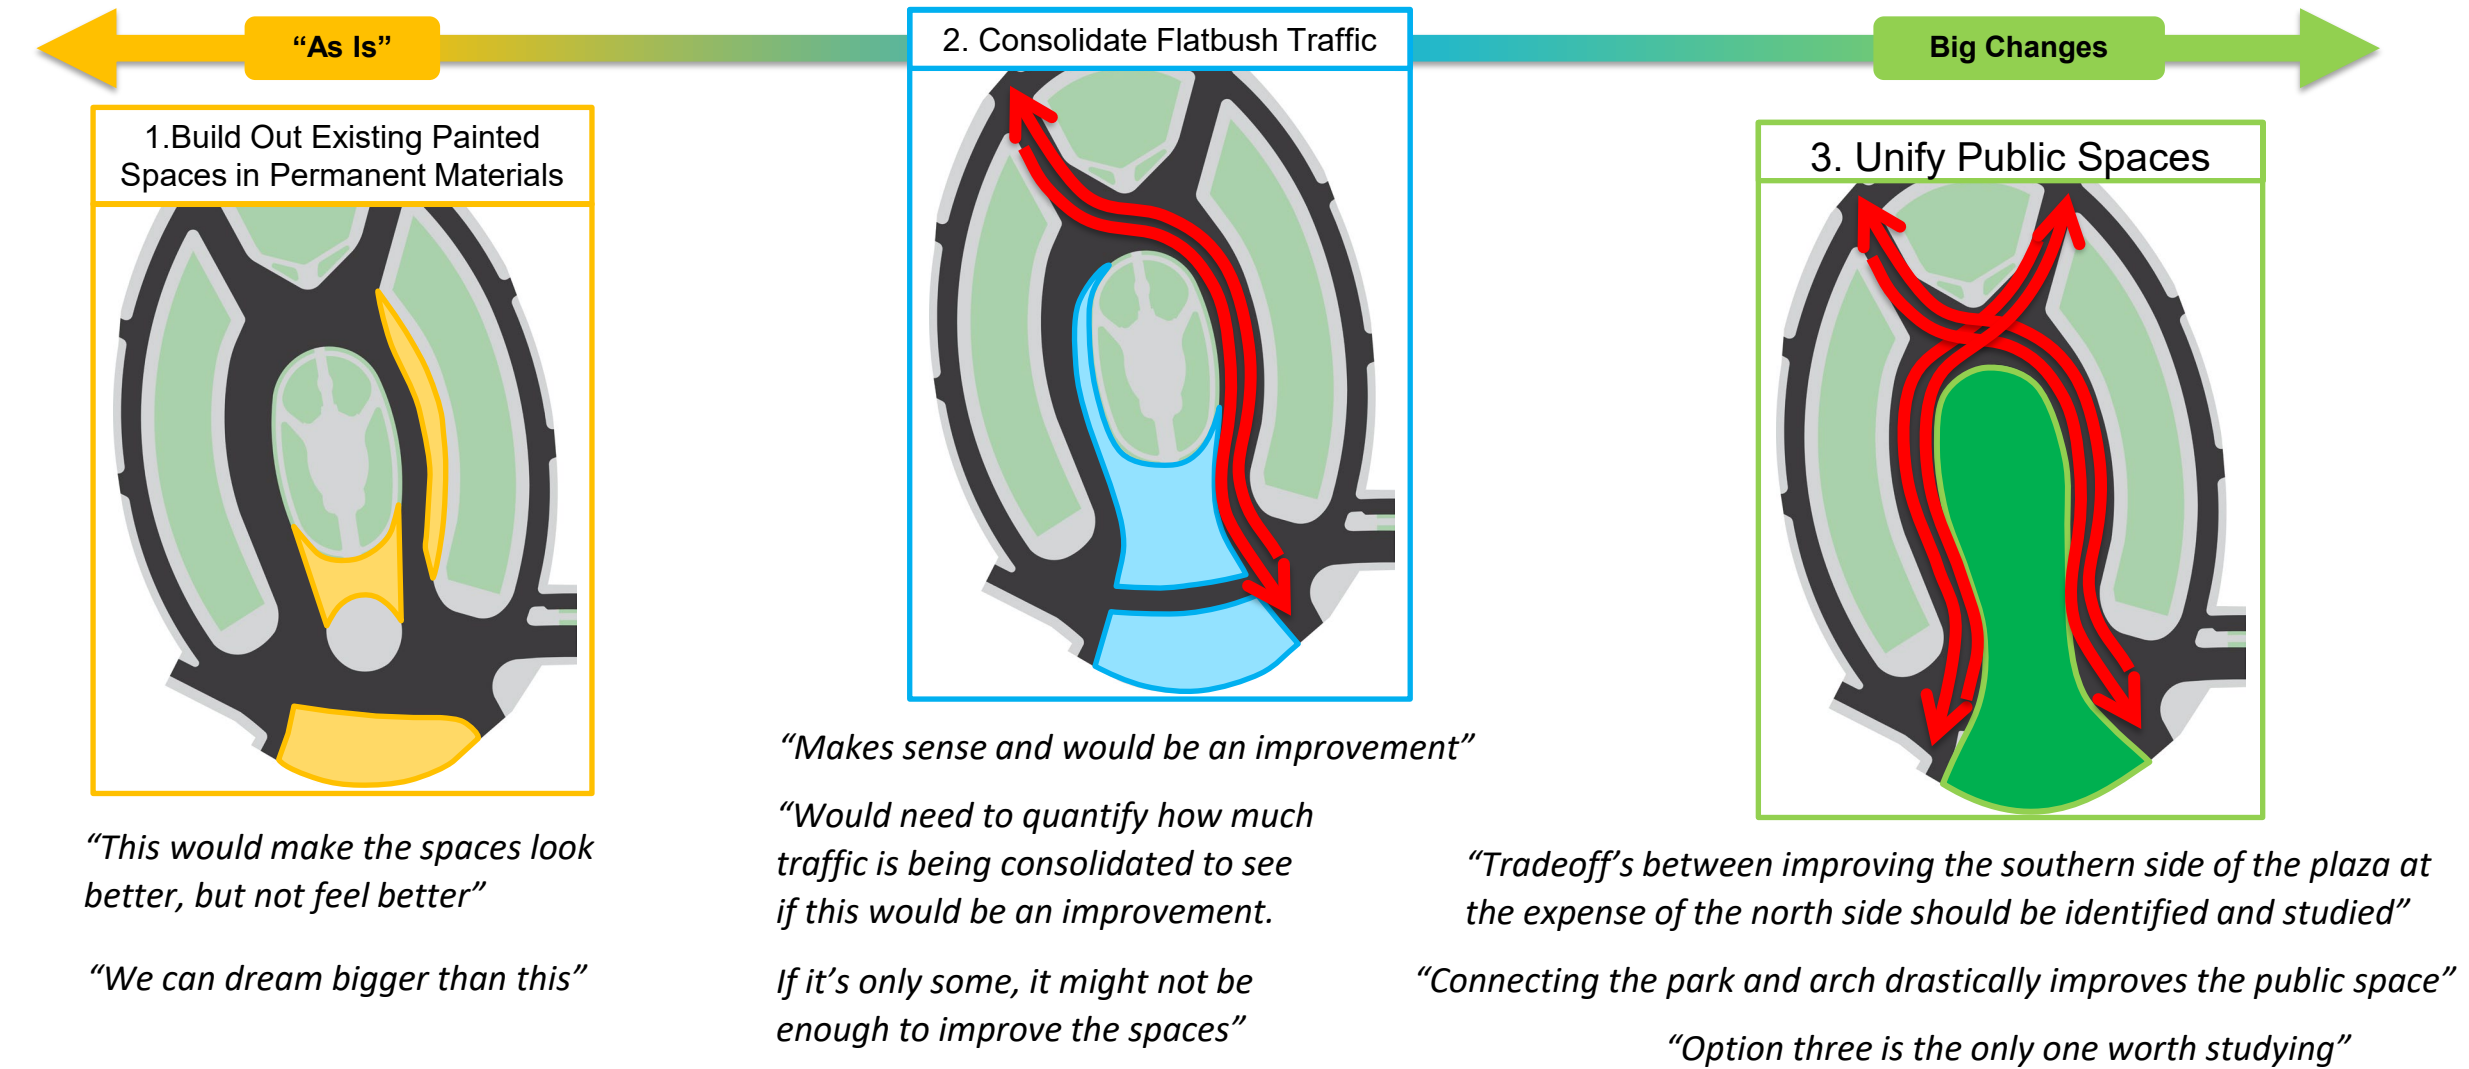 “As Is”
2. Consolidate Flatbush Traffic
Big Changes
1.Build Out Existing Painted
Spaces in Permanent Materials
3. Unify Public Spaces
“This would make the spaces look
better, but not feel better”
“We can dream bigger than this”
“Makes sense and would be an improvement”
“Would need to quantify how much
traffic is being consolidated to see
if this would be an improvement.
If it’s only some, it might not be
enough to improve the spaces”
“Tradeoff’s between improving the southern side of the plaza at
the expense of the north side should be identified and studied”
“Connecting the park and arch drastically improves the public space”
“Option three is the only one worth studying”